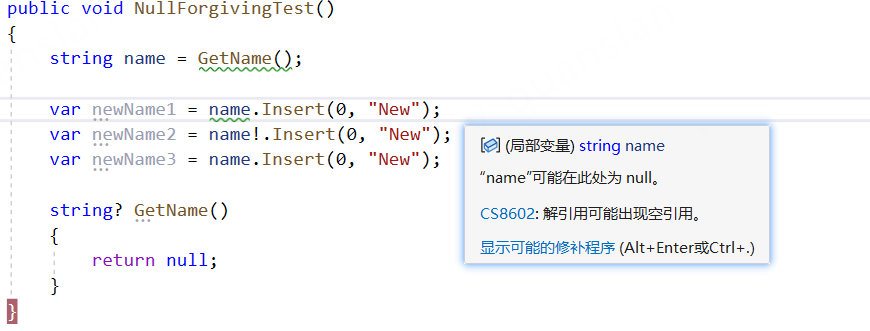 public void NullForgivingTest()
{
string name = GetName();
var newName1 = name.Insert(0, "New");
var newName2 = name!.Insert(0, "New");
var newName3 = name.Insert(0, "New");
(局部变量) string name
“name”可能在此处为 null。
CS8602: 解引用可能出现空引用。
显示可能的修补程序 (Alt+Enter或Ctrl+.)
string? GetName()
{
return null;
}
}